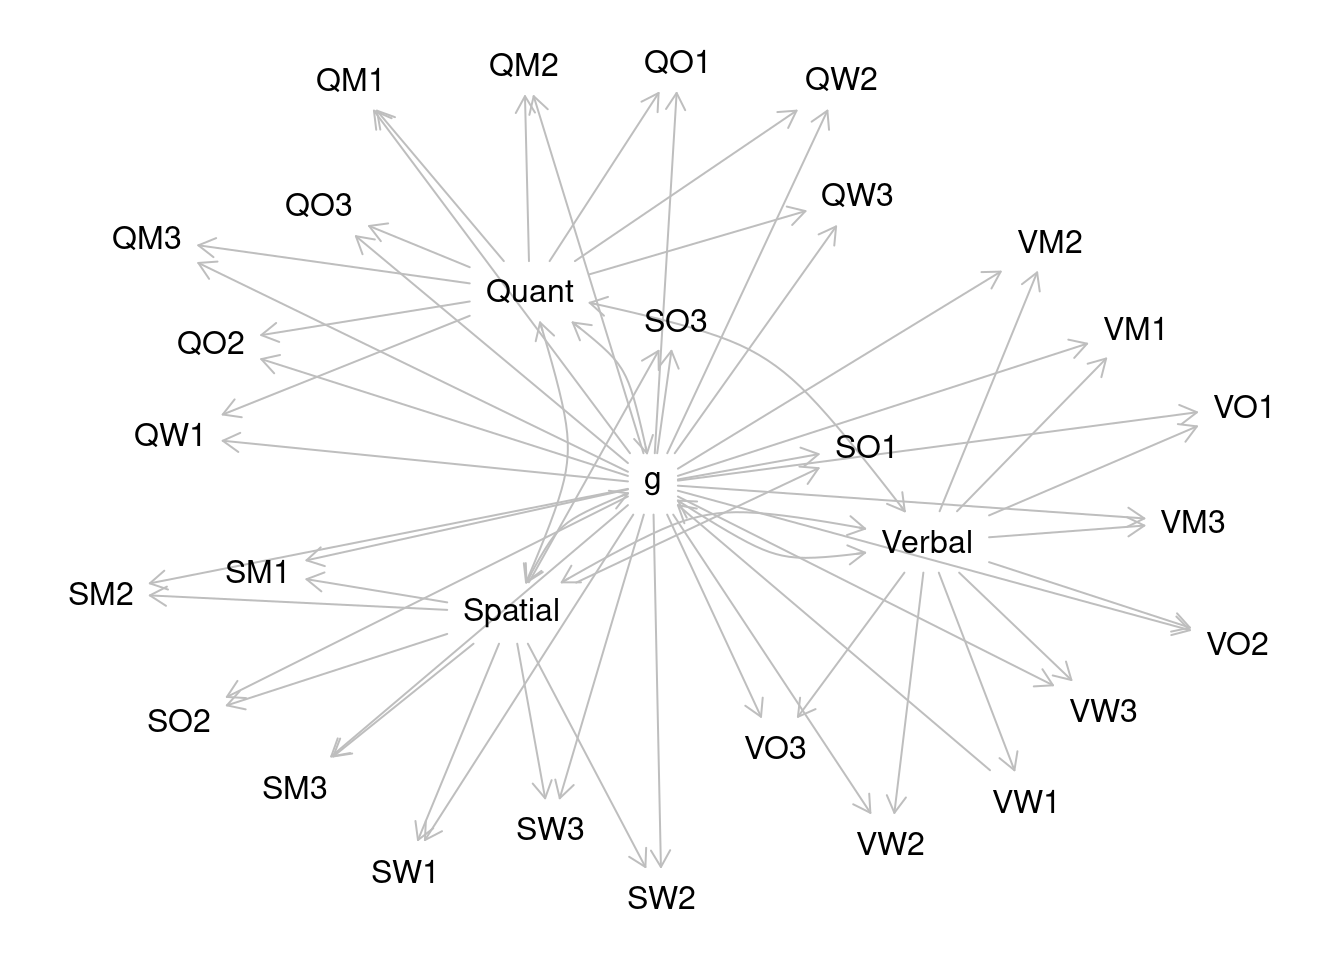 QO1
QM2
QM1
QW2
QW3
QO3
QM3
VM2
Quant
SO3
VM1
QO2
VO1
QW1
SO1
g
VM3
Verbal
SM1
SM2
Spatial
VO2
VW3
SO2
VO3
SM3
VW1
SW3
VW2
SW1
SW2